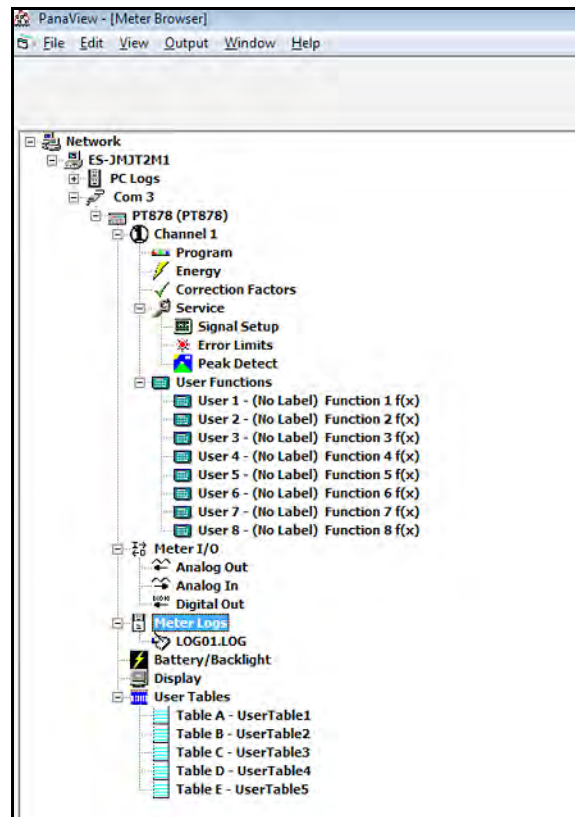 PanaView - [Meter Browser]
File Edit View Output Window Help
Network
ES-JMJT2M1
PC Logs
Com 3
PT878 (PT878)
1 Channel 1
Program
Energy
Correction Factors
Service
Signal Setup
Error Limits
Peak Detect
User Functions
User 1 - (No Label) Function 1 f(x)
User 2 - (No Label) Function 2 f(x)
User 3 - (No Label) Function 3 f(x)
User 4 - (No Label) Function 4 f(x)
User 5 - (No Label) Function 5 f(x)
User 6 - (No Label) Function 6 f(x)
User 7 - (No Label) Function 7 f(x)
User 8 - (No Label) Function 8 f(x)
Meter I/O
Analog Out
Analog In
Digital Out
Meter Logs
LOG01.LOG
Battery/Backlight
Display
User Tables
Table A - UserTable1
Table B - UserTable2
Table C - UserTable3
Table D - UserTable4
Table E - UserTable5